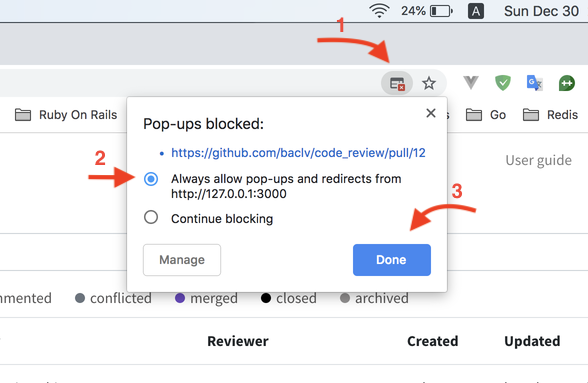 24% A Sun Dec 30
1
Ruby On Rails Go Redis
Pop-ups blocked:
https://github.com/baclv/code_review/pull/12
User guide
2
Always allow pop-ups and redirects from
http://127.0.0.1:3000
3
Continue blocking
Manage Done
nmented conflicted merged closed archived
Reviewer Created Updated